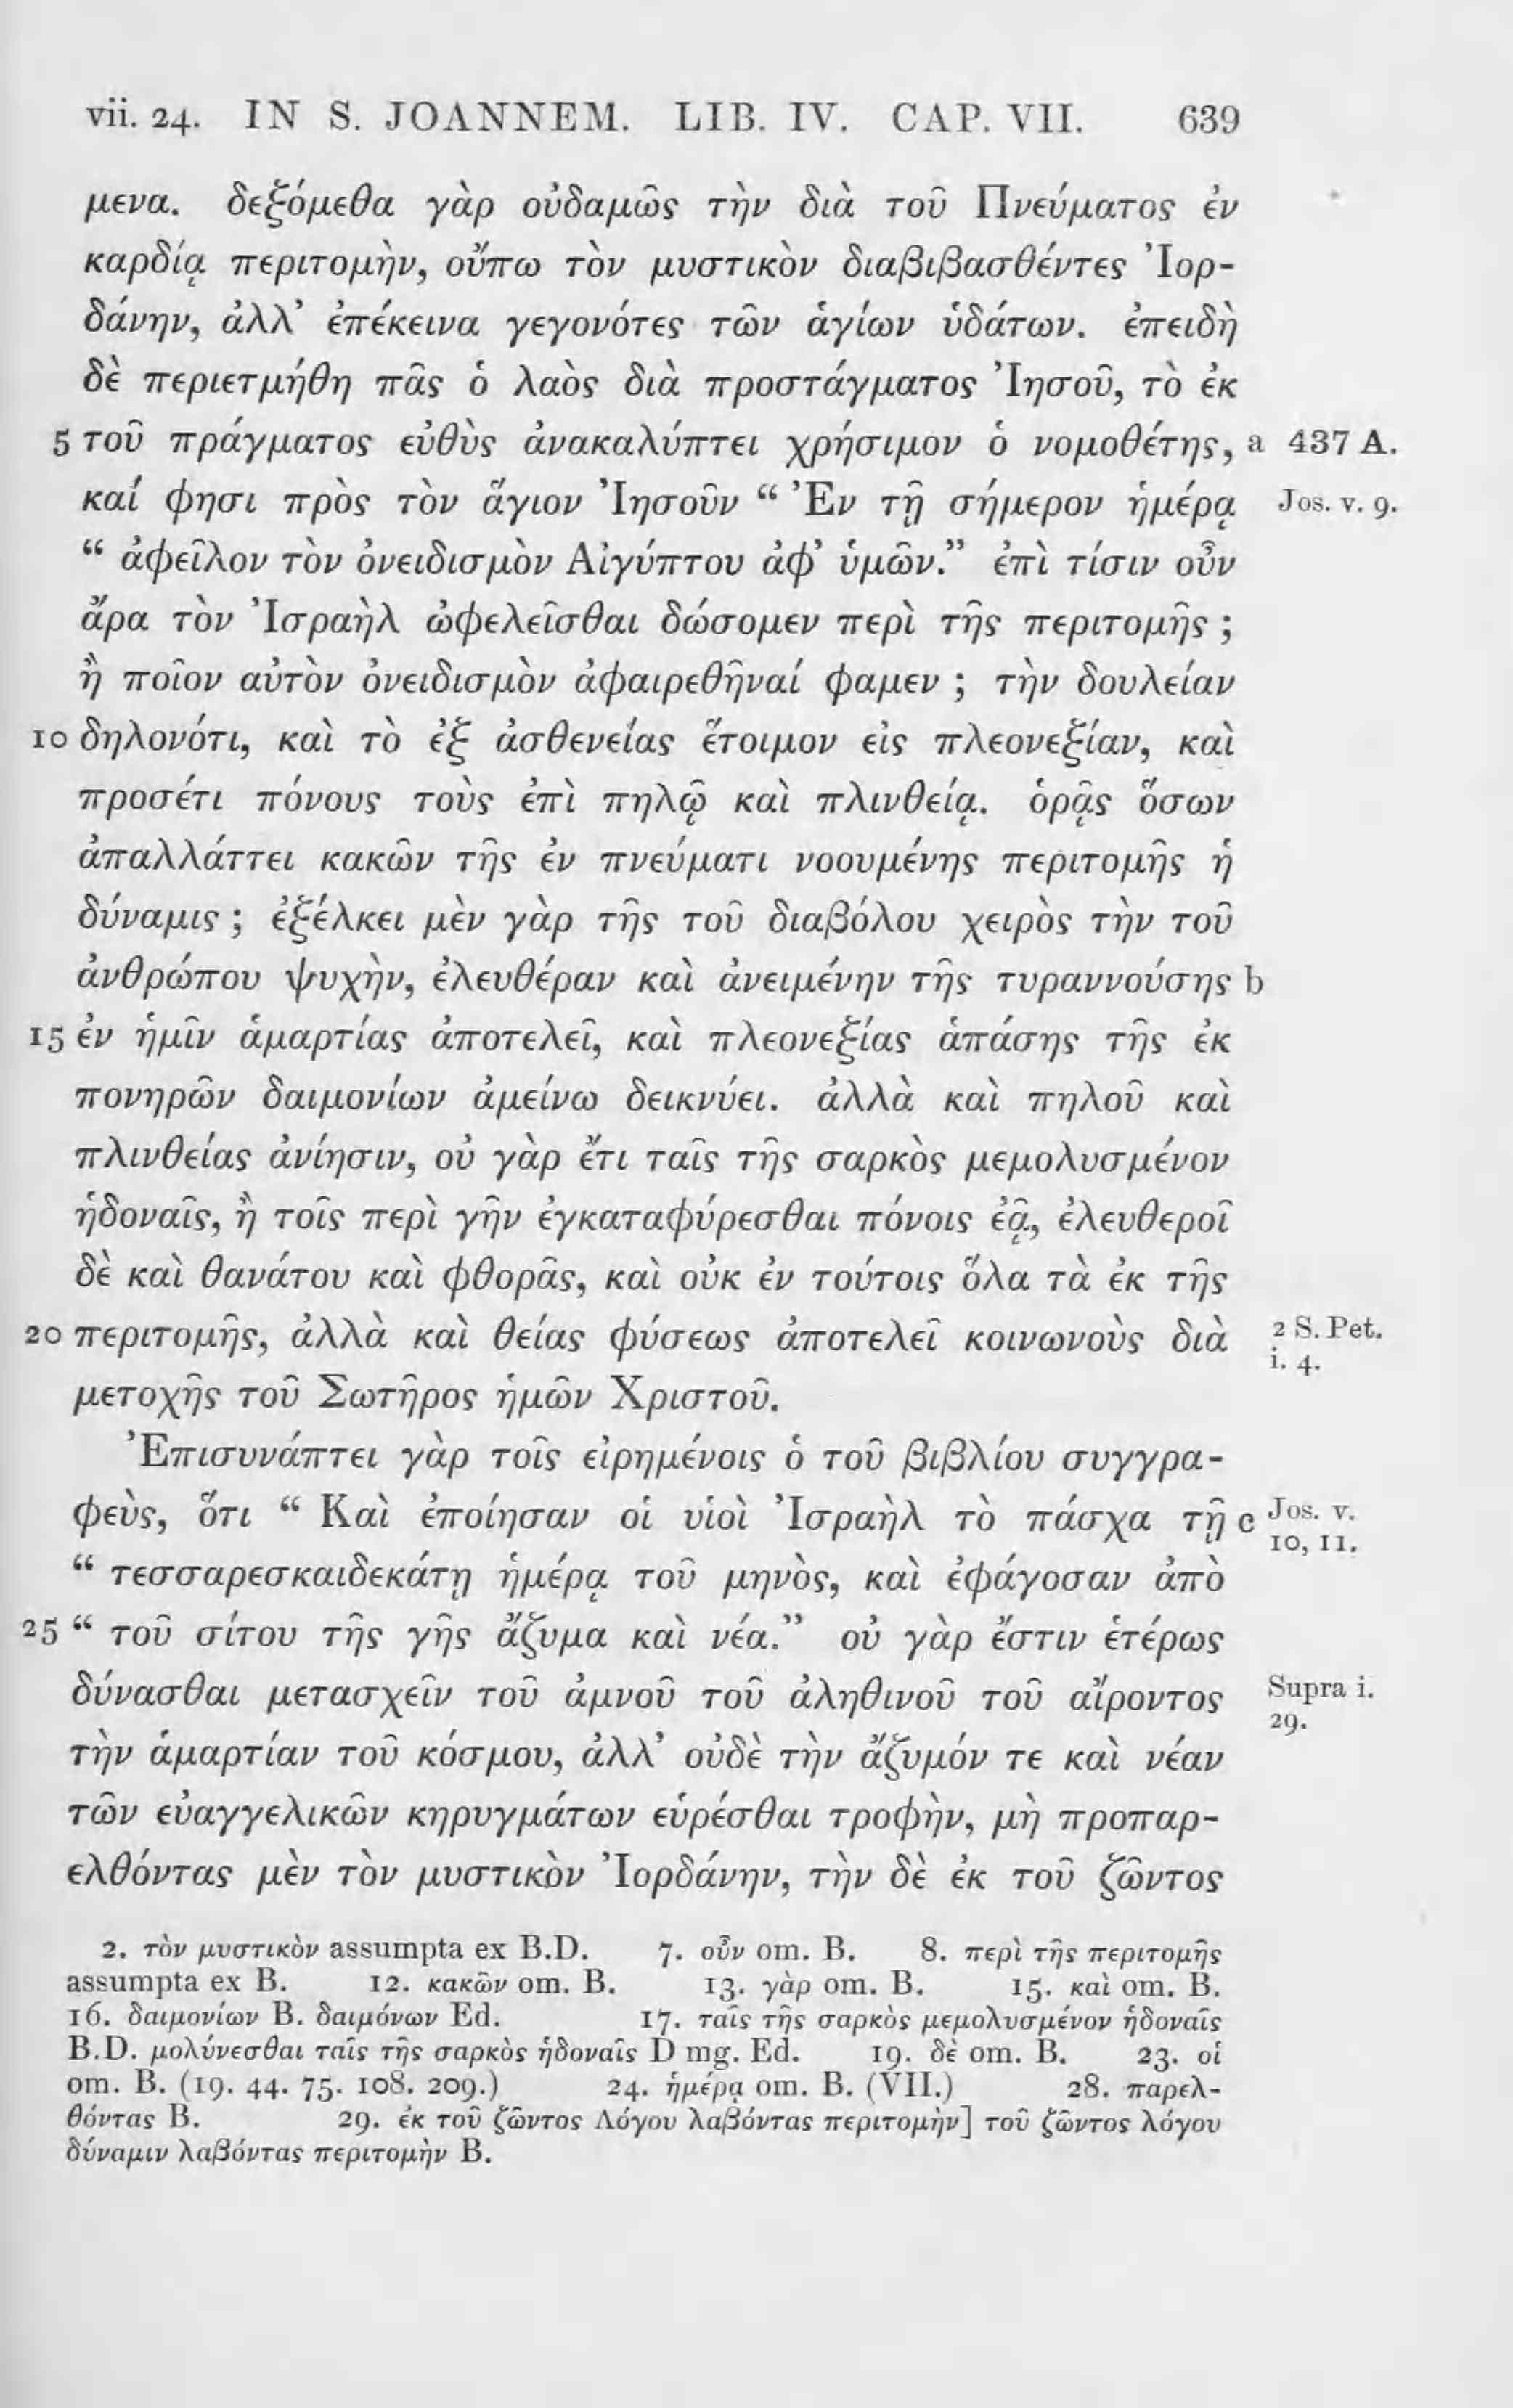 vii. 24. IN S. JOANNEM. LIB. IV. CAP. VII. 639
μενα. δεξόμεθα γὰρ οὐδαμῶς τὴν διὰ τοῦ Πνεύματος ἐν
καρδίᾳ περιτομὴν, οὔπω τὸν μυστικὸν διαβιβασθέντες Ἰορ-
δάνην, ἀλλ' ἐπέκεινα γεγονότες τῶν ἁγίων ὑδάτων. ἐπειδὴ
δὲ περιετμήθη πᾶς ὁ λαὸς διὰ προστάγματος Ἰησοῦ, τὸ ἐκ
5 τοῦ πράγματος εὐθὺς ἀνακαλύπτει χρήσιμον ὁ νομοθέτης, a 437 A.
καί φησι πρὸς τὸν ἅγιον Ἰησοῦν “ Ἐν τῇ σήμερον ἡμέρᾳ Jos. v. 9.
“ ἀφεῖλον τὸν ὀνειδισμὸν Αἰγύπτου ἀφ' ὑμῶν.” ἐπὶ τίσιν οὖν
ἄρα τὸν Ἰσραὴλ ὠφελεῖσθαι δώσομεν περὶ τῆς περιτομῆς ;
ἢ ποῖον αὐτὸν ὀνειδισμὸν ἀφαιρεθῆναί φαμεν ; τὴν δουλείαν
10 δηλονότι, καὶ τὸ ἐξ ἀσθενείας ἕτοιμον εἰς πλεονεξίαν, καὶ
προσέτι πόνους τοὺς ἐπὶ πηλῷ καὶ πλινθείᾳ. ὁρᾷς ὅσων
ἀπαλλάττει κακῶν τῆς ἐν πνεύματι νοουμένης περιτομῆς ἡ
δύναμις ; ἐξέλκει μὲν γὰρ τῆς τοῦ διαβόλου χειρὸς τὴν τοῦ
ἀνθρώπου ψυχὴν, ἐλευθέραν καὶ ἀνειμένην τῆς τυραννούσης b
15 ἐν ἡμῖν ἁμαρτίας ἀποτελεῖ, καὶ πλεονεξίας ἁπάσης τῆς ἐκ
πονηρῶν δαιμονίων ἀμείνω δεικνύει. ἀλλὰ καὶ πηλοῦ καὶ
πλινθείας ἀνίησιν, οὐ γὰρ ἔτι ταῖς τῆς σαρκὸς μεμολυσμένον
ἡδοναῖς, ἢ τοῖς περὶ γῆν ἐγκαταφύρεσθαι πόνοις ἐᾷ, ἐλευθεροῖ
δὲ καὶ θανάτου καὶ φθορᾶς, καὶ οὐκ ἐν τούτοις ὅλα τὰ ἐκ τῆς
20 περιτομῆς, ἀλλὰ καὶ θείας φύσεως ἀποτελεῖ κοινωνοὺς διὰ 2 S. Pet.
i. 4.
μετοχῆς τοῦ Σωτῆρος ἡμῶν Χριστοῦ.
Ἐπισυνάπτει γὰρ τοῖς εἰρημένοις ὁ τοῦ βιβλίου συγγρα-
φεὺς, ὅτι “ Καὶ ἐποίησαν οἱ υἱοὶ Ἰσραὴλ τὸ πάσχα τῇ c Jos. v.
10, 11.
“ τεσσαρεσκαιδεκάτῃ ἡμέρᾳ τοῦ μηνὸς, καὶ ἐφάγοσαν ἀπὸ
25 “ τοῦ σίτου τῆς γῆς ἄζυμα καὶ νέα.” οὐ γὰρ ἔστιν ἑτέρως
δύνασθαι μετασχεῖν τοῦ ἀμνοῦ τοῦ ἀληθινοῦ τοῦ αἴροντος Supra i.
29.
τὴν ἁμαρτίαν τοῦ κόσμου, ἀλλ' οὐδὲ τὴν ἄζυμόν τε καὶ νέαν
τῶν εὐαγγελικῶν κηρυγμάτων εὑρέσθαι τροφὴν, μὴ προπαρ-
ελθόντας μὲν τὸν μυστικὸν Ἰορδάνην, τὴν δὲ ἐκ τοῦ ζῶντος
2. τὸν μυστικὸν assumpta ex B.D. 7. οὖν om. B. 8. περὶ τῆς περιτομῆς
assumpta ex B. 12. κακῶν om. B. 13. γὰρ om. B. 15. καὶ om. B.
16. δαιμονίων B. δαιμόνων Ed. 17. ταῖς τῆς σαρκὸς μεμολυσμένον ἡδοναῖς
B.D. μολύνεσθαι ταῖς τῆς σαρκὸς ἡδοναῖς D mg. Ed. 19. δὲ om. B. 23. οἱ
om. B. (19. 44. 75. 108. 209.) 24. ἡμέρᾳ om. B. (VII.) 28. παρελ-
θόντας B. 29. ἐκ τοῦ ζῶντος Λόγου λαβόντας περιτομὴν] τοῦ ζῶντος λόγου
δύναμιν λαβόντας περιτομὴν B.